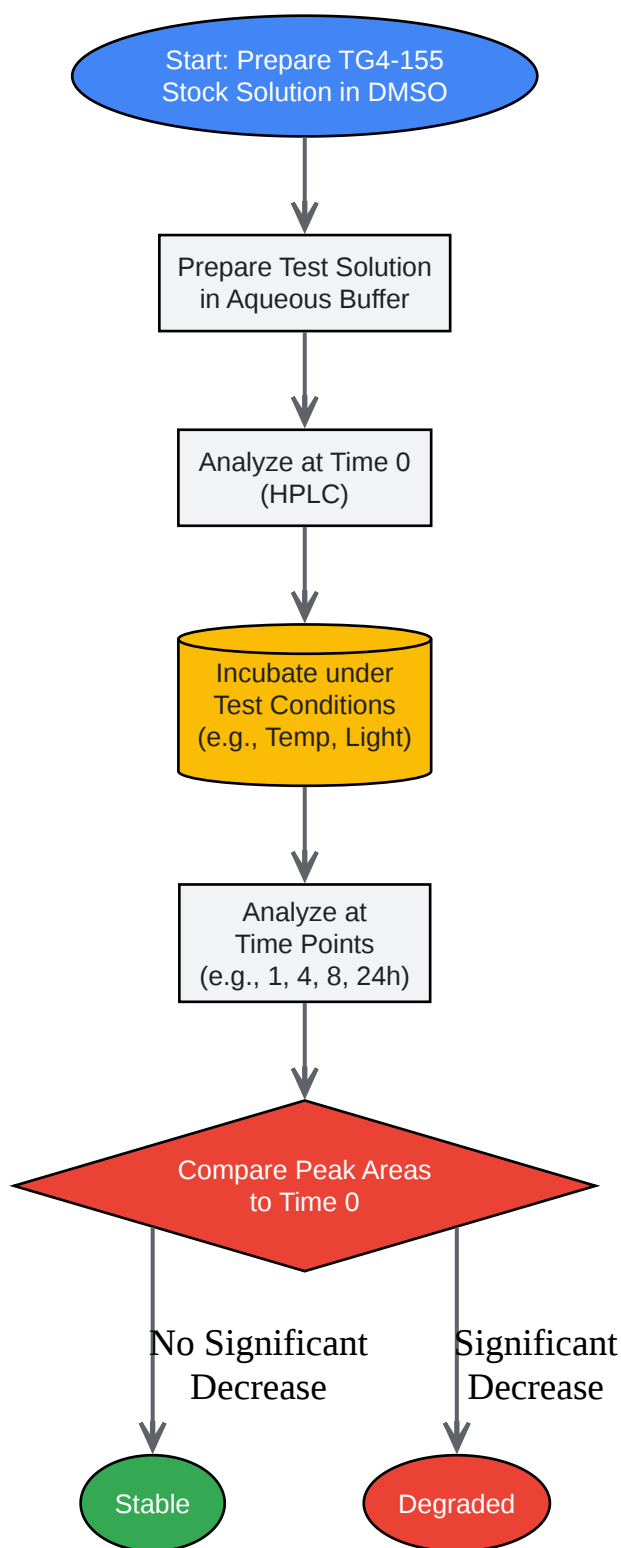 Start: Prepare TG4-155
Stock Solution in DMSO
Prepare Test Solution
in Aqueous Buffer
Analyze at Time 0
(HPLC)
Incubate under
Test Conditions
(e.g., Temp, Light)
Analyze at
Time Points
(e.g., 1, 4, 8, 24h)
Compare Peak Areas
to Time 0
No Significant
Decrease
Significant
Decrease
Stable
Degraded